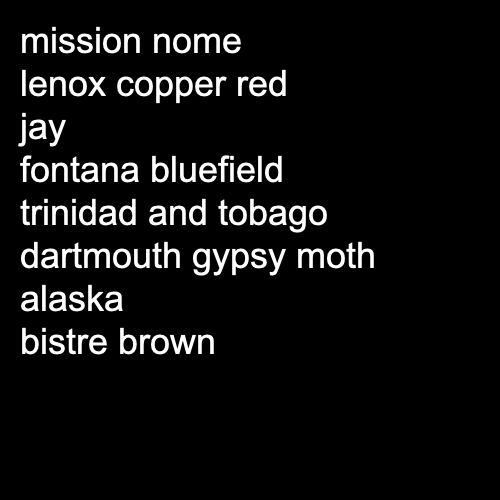 mission nome
lenox copper red
jay
fontana bluefield
trinidad and tobago
dartmouth gypsy moth
alaska
bistre brown